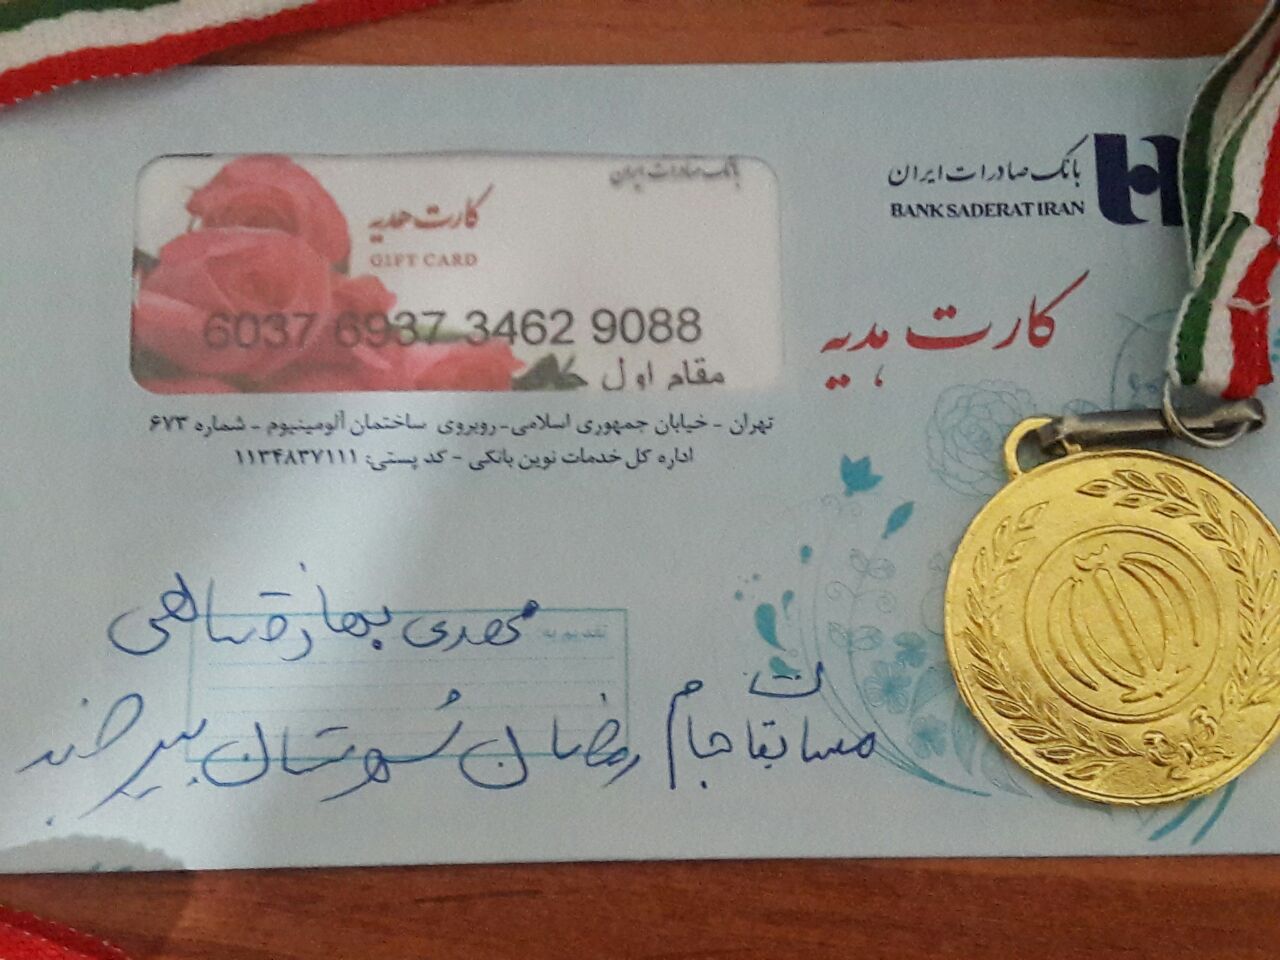 بانک صادرات ایران
BANK SADERAT IRAN
کارت هدیه
بانک صادرات ایران
کارت هدیه
GIFT CARD
6037 6937 3462 9088
مقام اول
تهران - خیابان جمهوری اسلامی - روبروی ساختمان آلومینیوم - شماره ۶۷۳
اداره کل خدمات نوین بانکی - کد پستی: ۱۱۳۴۸۳۷۱۱۱
تقدیم به
محمدی بهنا
مسابقات جام رمضان شهرستان بیرجند